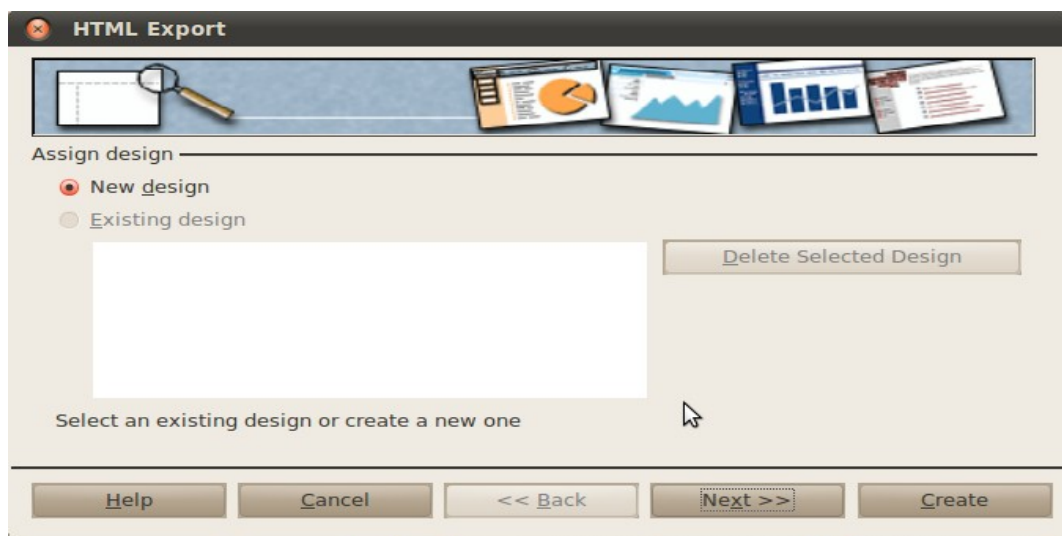 HTML Export
Assign design
New design
Existing design
Delete Selected Design
Select an existing design or create a new one
Help
Cancel
<< Back
Next >>
Create